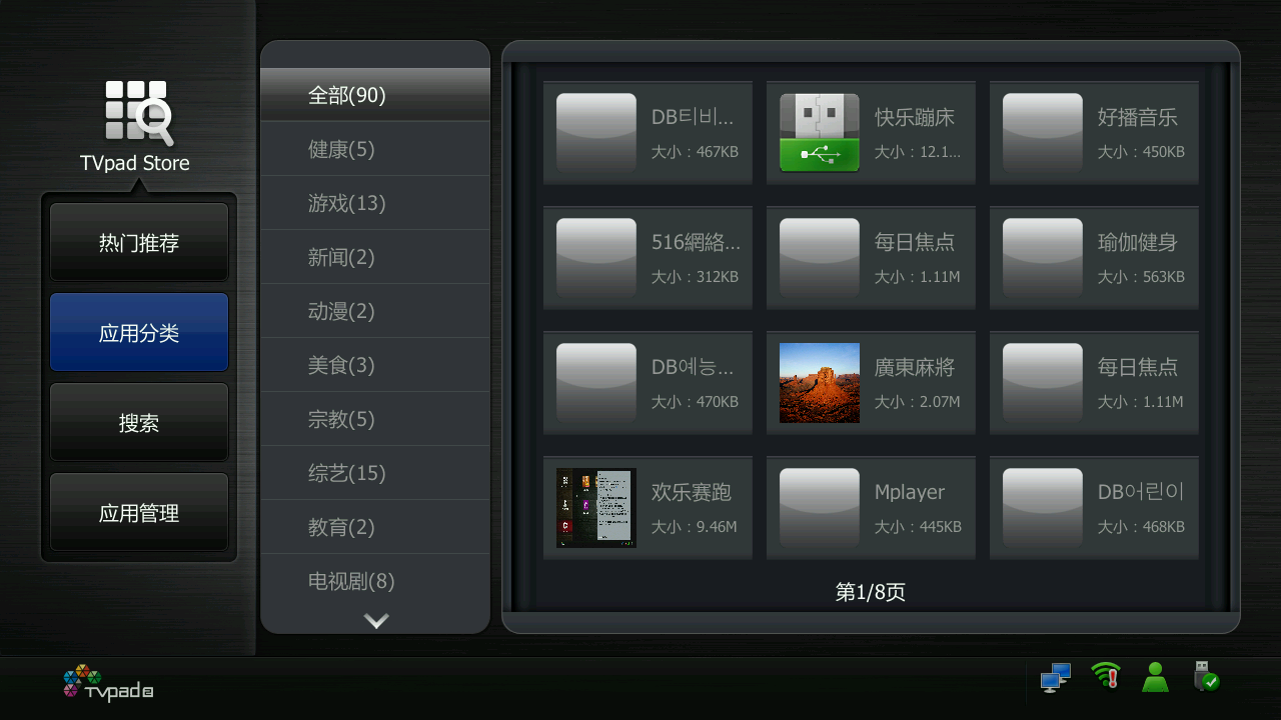 TVpad Store
热门推荐
应用分类
搜索
应用管理
全部(90)
健康(5)
游戏(13)
新闻(2)
动漫(2)
美食(3)
宗教(5)
综艺(15)
教育(2)
电视剧(8)
DB티비...
大小：467KB
快乐蹦床
大小：12.1...
好播音乐
大小：450KB
516網絡...
大小：312KB
每日焦点
大小：1.11M
瑜伽健身
大小：563KB
DB예능...
大小：470KB
廣東麻將
大小：2.07M
每日焦点
大小：1.11M
欢乐赛跑
大小：9.46M
Mplayer
大小：445KB
DB어린이
大小：468KB
第1/8页
TVpad2